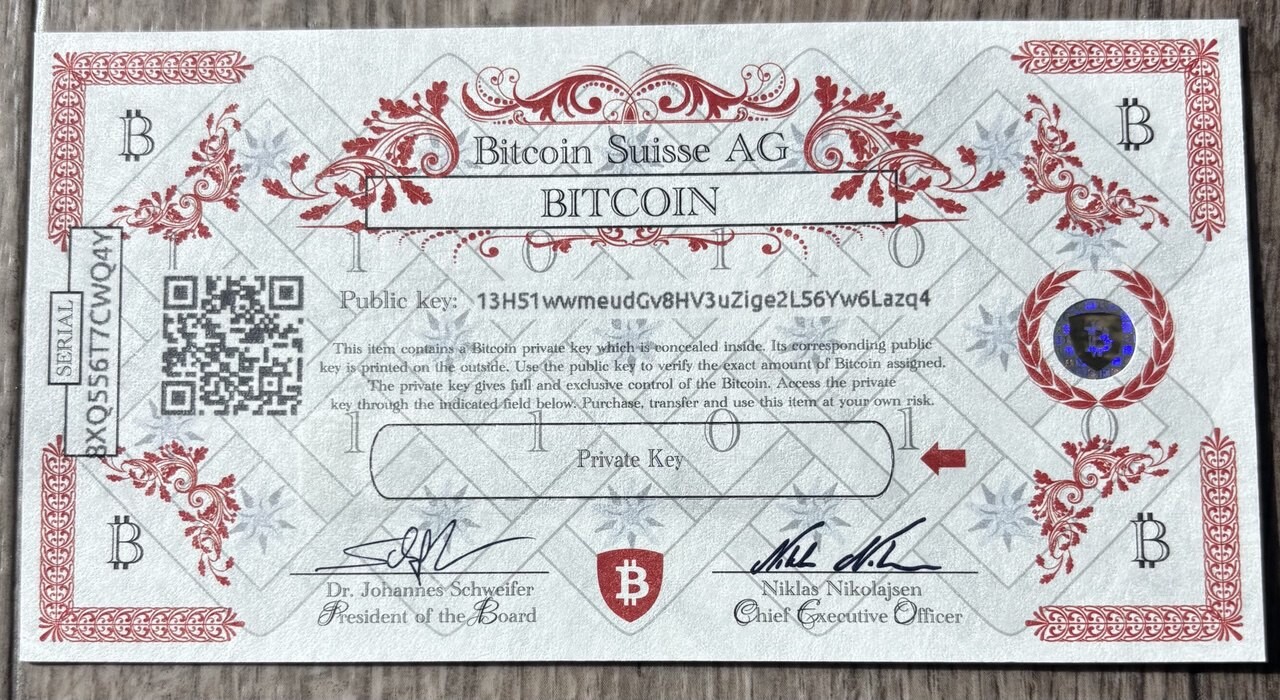 Bitcoin Suisse AG
BITCOIN
1 1 0 1 0
Public key: 13H51wwmeudGv8HV3uZige2L56Yw6Lazq4
SERIAL
8XQ556T7CWQ4Y
This item contains a Bitcoin private key which is concealed inside. Its corresponding public
key is printed on the outside. Use the public key to verify the exact amount of Bitcoin assigned.
The private key gives full and exclusive control of the Bitcoin. Access the private
key through the indicated field below. Purchase, transfer and use this item at your own risk.
1 1 0 1 0
Private Key
Dr. Johannes Schweifer
President of the Board
Niklas Nikolajsen
Chief Executive Officer